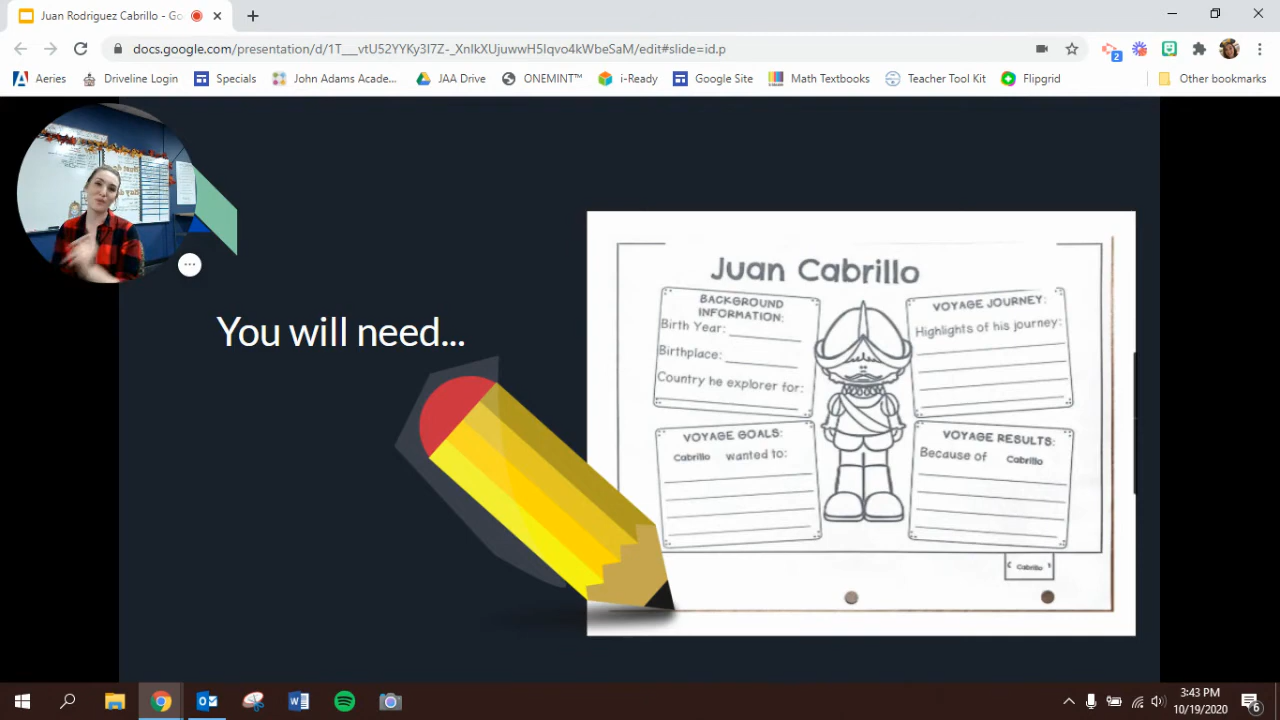 Juan Rodriguez Cabrillo - Go
docs.google.com/presentation/d/1T___vtU52YYKy3I7Z-_XnIkXUjuwwH5Iqvo4kWbeSaM/edit#slide=id.p
2
Aeries
Driveline Login
Specials
John Adams Acade...
JAA Drive
ONEMINT™
i-Ready
Google Site
Math Textbooks
Teacher Tool Kit
Flipgrid
Other bookmarks
You will need...
Juan Cabrillo
BACKGROUND
INFORMATION:
Birth Year:
Birthplace:
Country he explorer for:
VOYAGE JOURNEY:
Highlights of his journey:
VOYAGE GOALS:
Cabrillo wanted to:
VOYAGE RESULTS:
Because of Cabrillo
Cabrillo
3:43 PM
10/19/2020
6